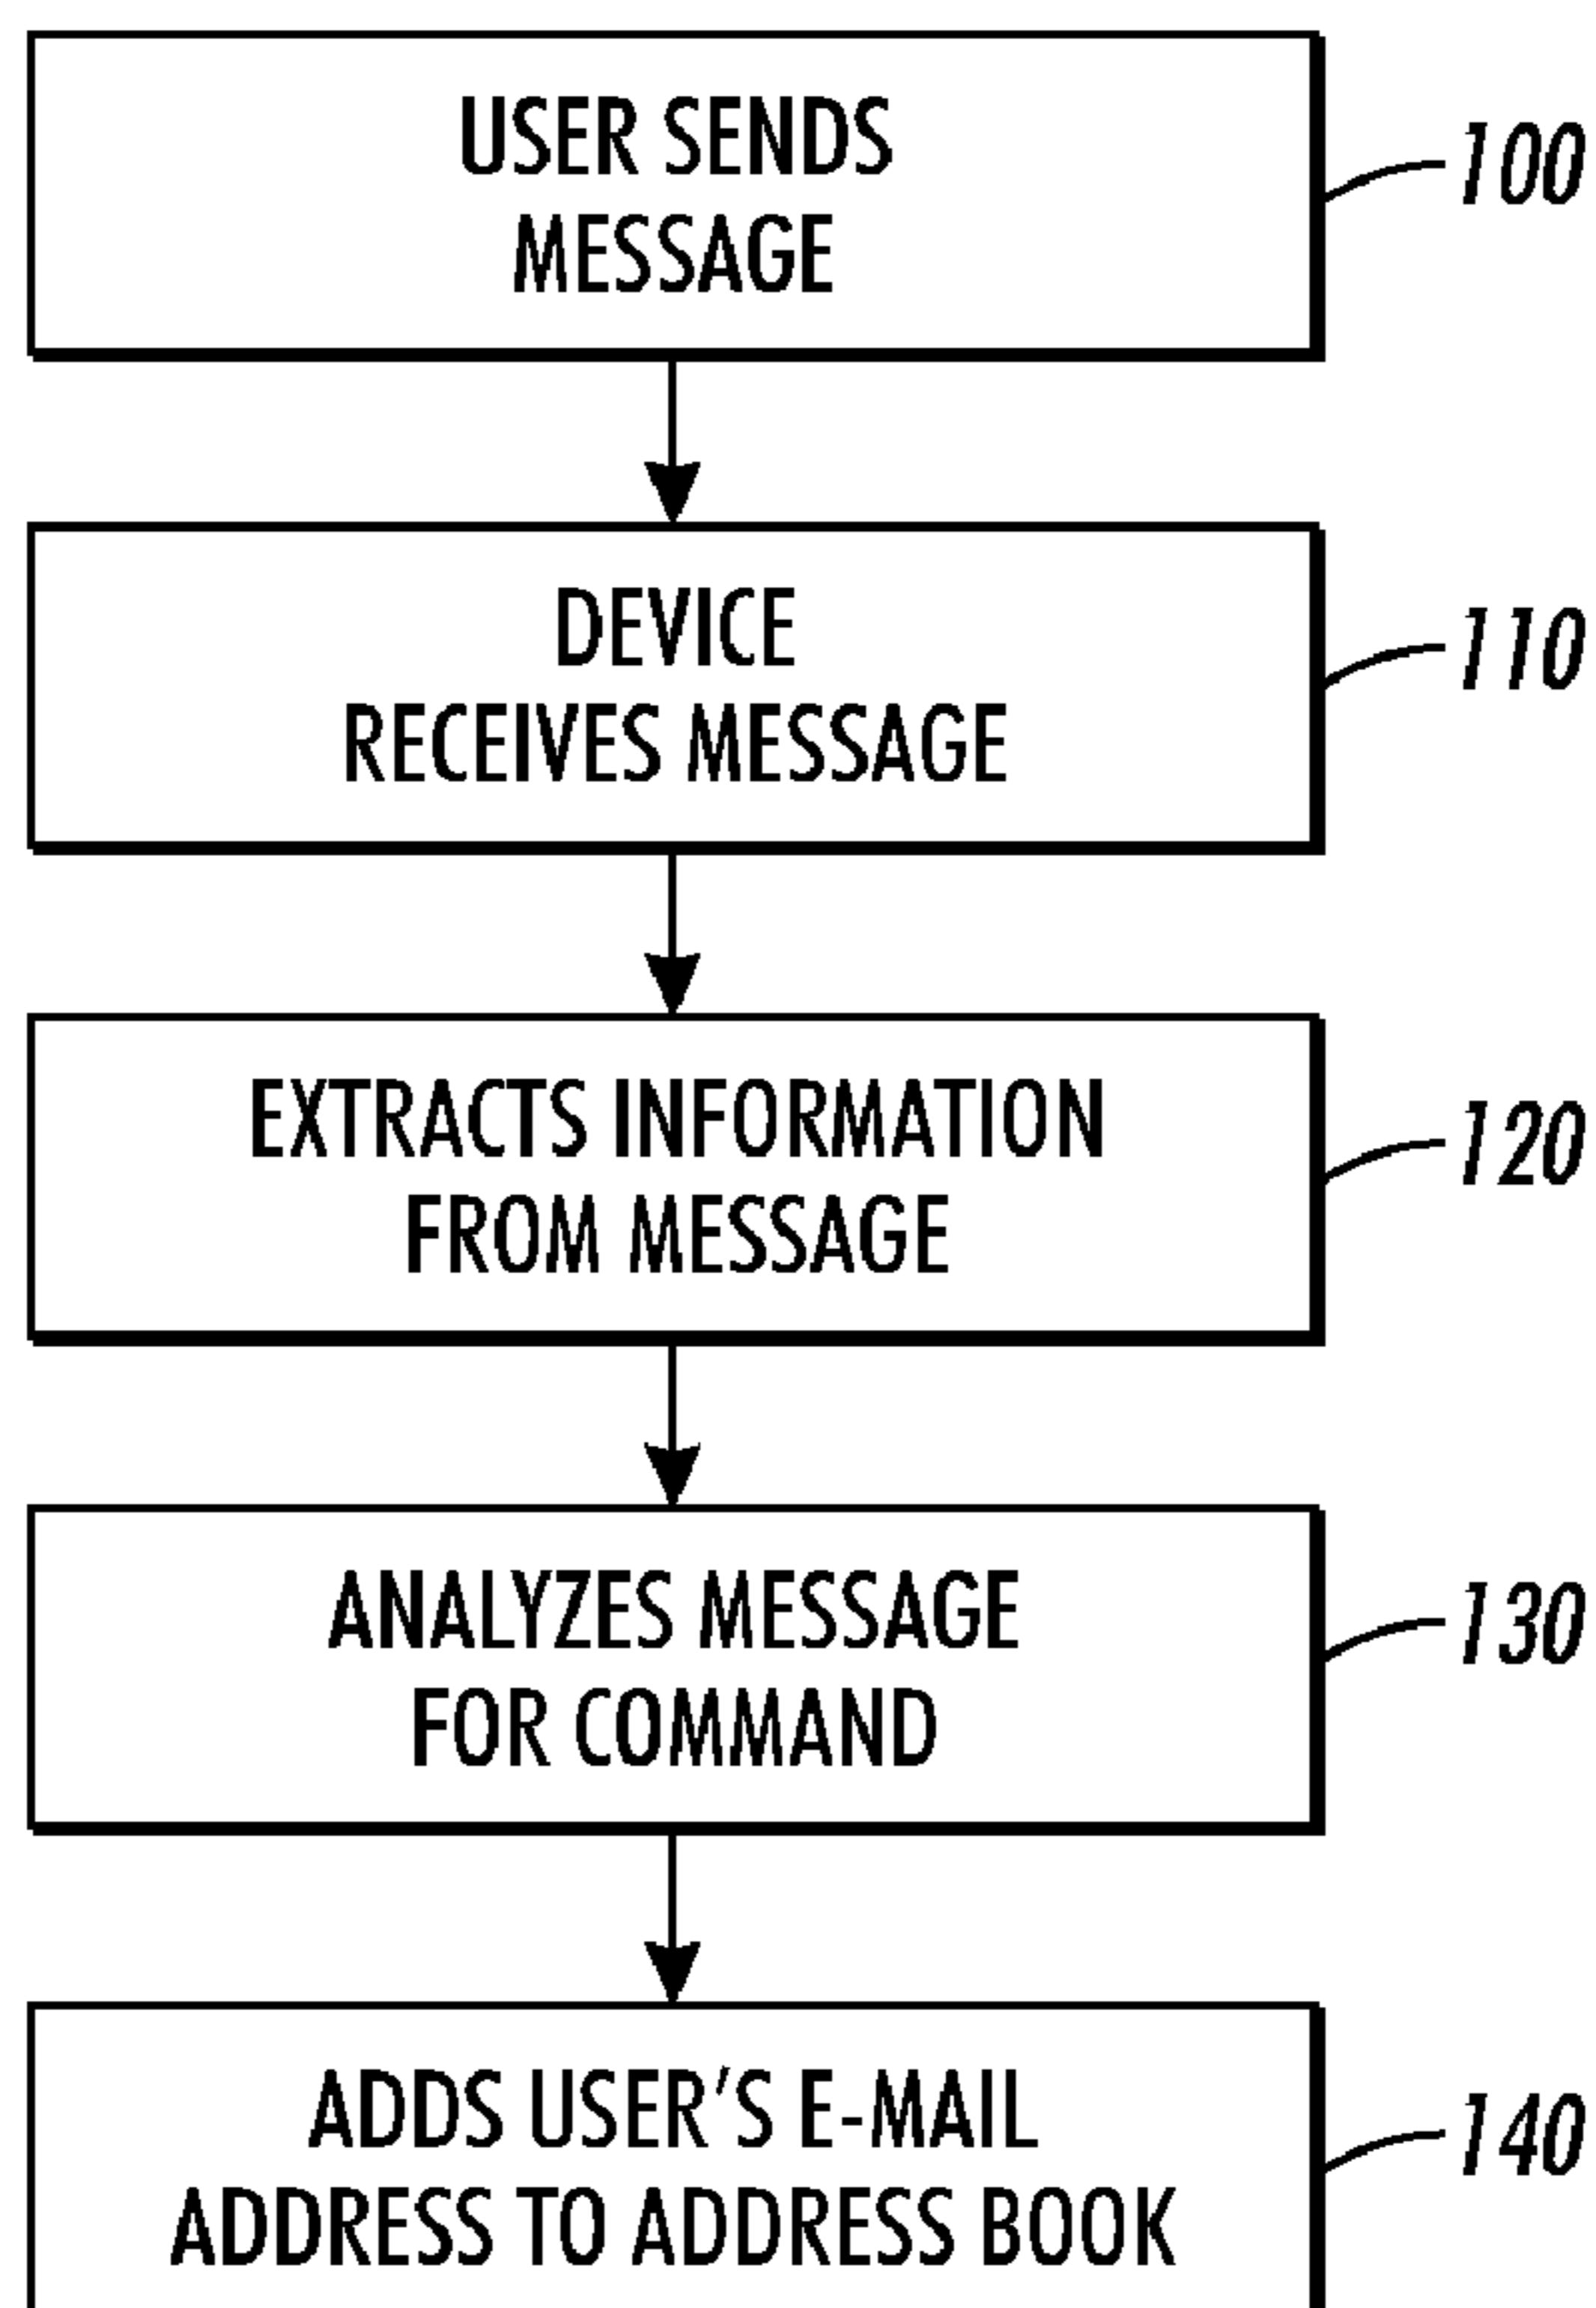 USER SENDS
MESSAGE
100
DEVICE
RECEIVES MESSAGE
110
EXTRACTS INFORMATION
FROM MESSAGE
120
ANALYZES MESSAGE
FOR COMMAND
130
ADDS USER'S E-MAIL
ADDRESS TO ADDRESS BOOK
140